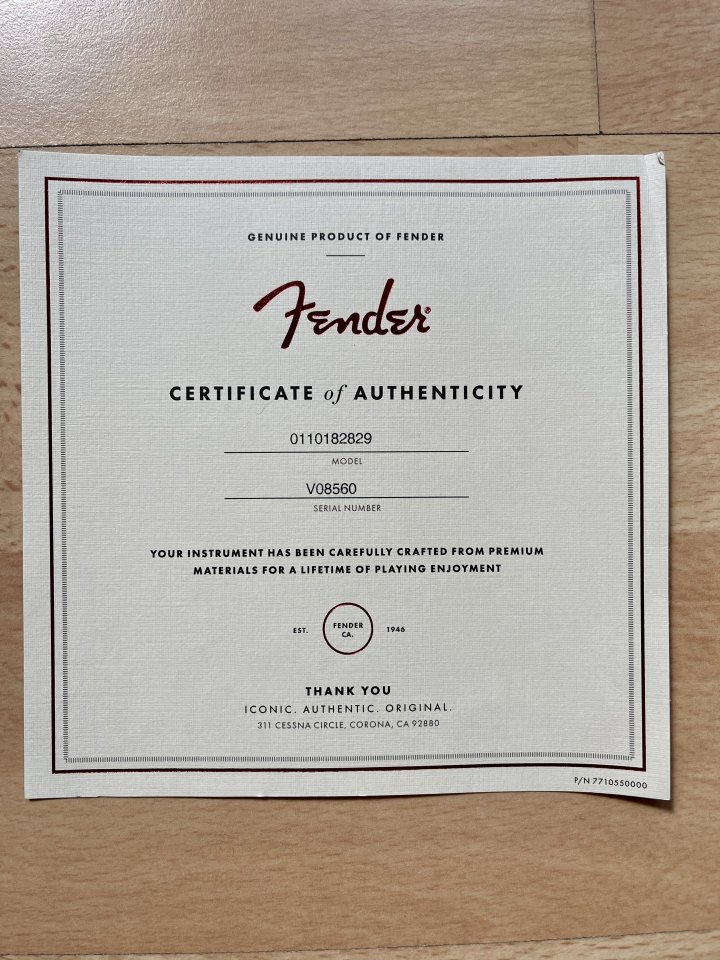 GENUINE PRODUCT OF FENDER
Fender®
CERTIFICATE of AUTHENTICITY
0110182829
MODEL
V08560
SERIAL NUMBER
YOUR INSTRUMENT HAS BEEN CAREFULLY CRAFTED FROM PREMIUM
MATERIALS FOR A LIFETIME OF PLAYING ENJOYMENT
EST. FENDER CA. 1946
THANK YOU
ICONIC. AUTHENTIC. ORIGINAL.
311 CESSNA CIRCLE, CORONA, CA 92880
P/N 7710550000